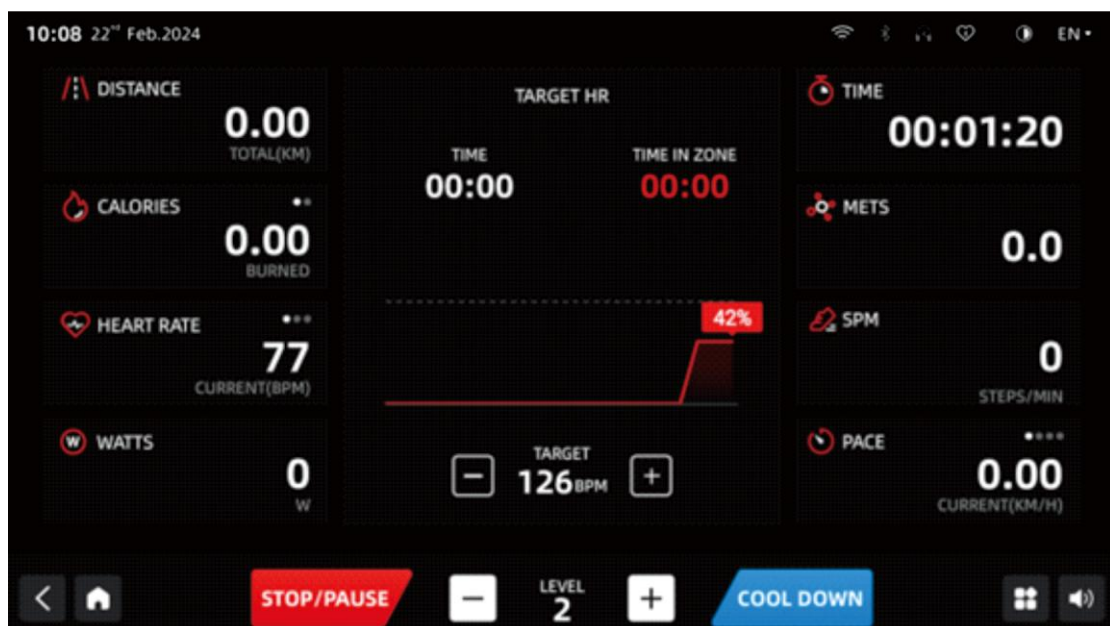 10:08 22nd Feb.2024 EN
DISTANCE
0.00
TOTAL(KM)
CALORIES
0.00
BURNED
HEART RATE
77
CURRENT(BPM)
W WATTS
0
W
TARGET HR
TIME TIME IN ZONE
00:00 00:00
42%
TARGET
126 BPM
TIME
00:01:20
METS
0.0
SPM
0
STEPS/MIN
PACE
0.00
CURRENT(KM/H)
STOP/PAUSE
LEVEL
2
COOL DOWN